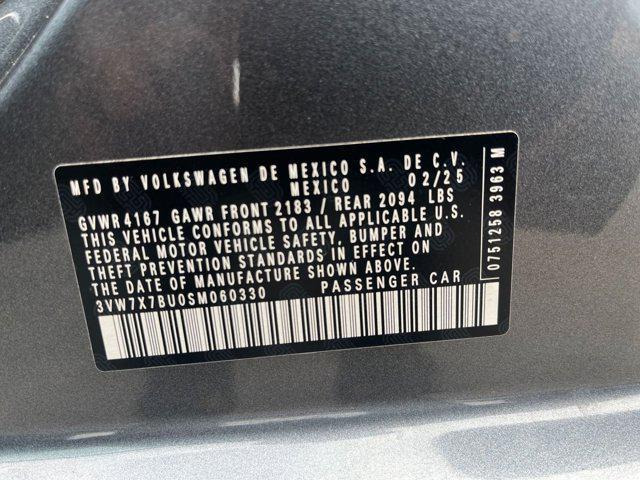 MFD BY VOLKSWAGEN DE MEXICO S.A. DE C.V.
MEXICO 02/25
GVWR 4167 GAWR FRONT 2183 / REAR 2094 LBS
THIS VEHICLE CONFORMS TO ALL APPLICABLE U.S.
FEDERAL MOTOR VEHICLE SAFETY, BUMPER AND
THEFT PREVENTION STANDARDS IN EFFECT ON
THE DATE OF MANUFACTURE SHOWN ABOVE.
3VW7X7BU0SM060330 PASSENGER CAR
0751258 3963 M